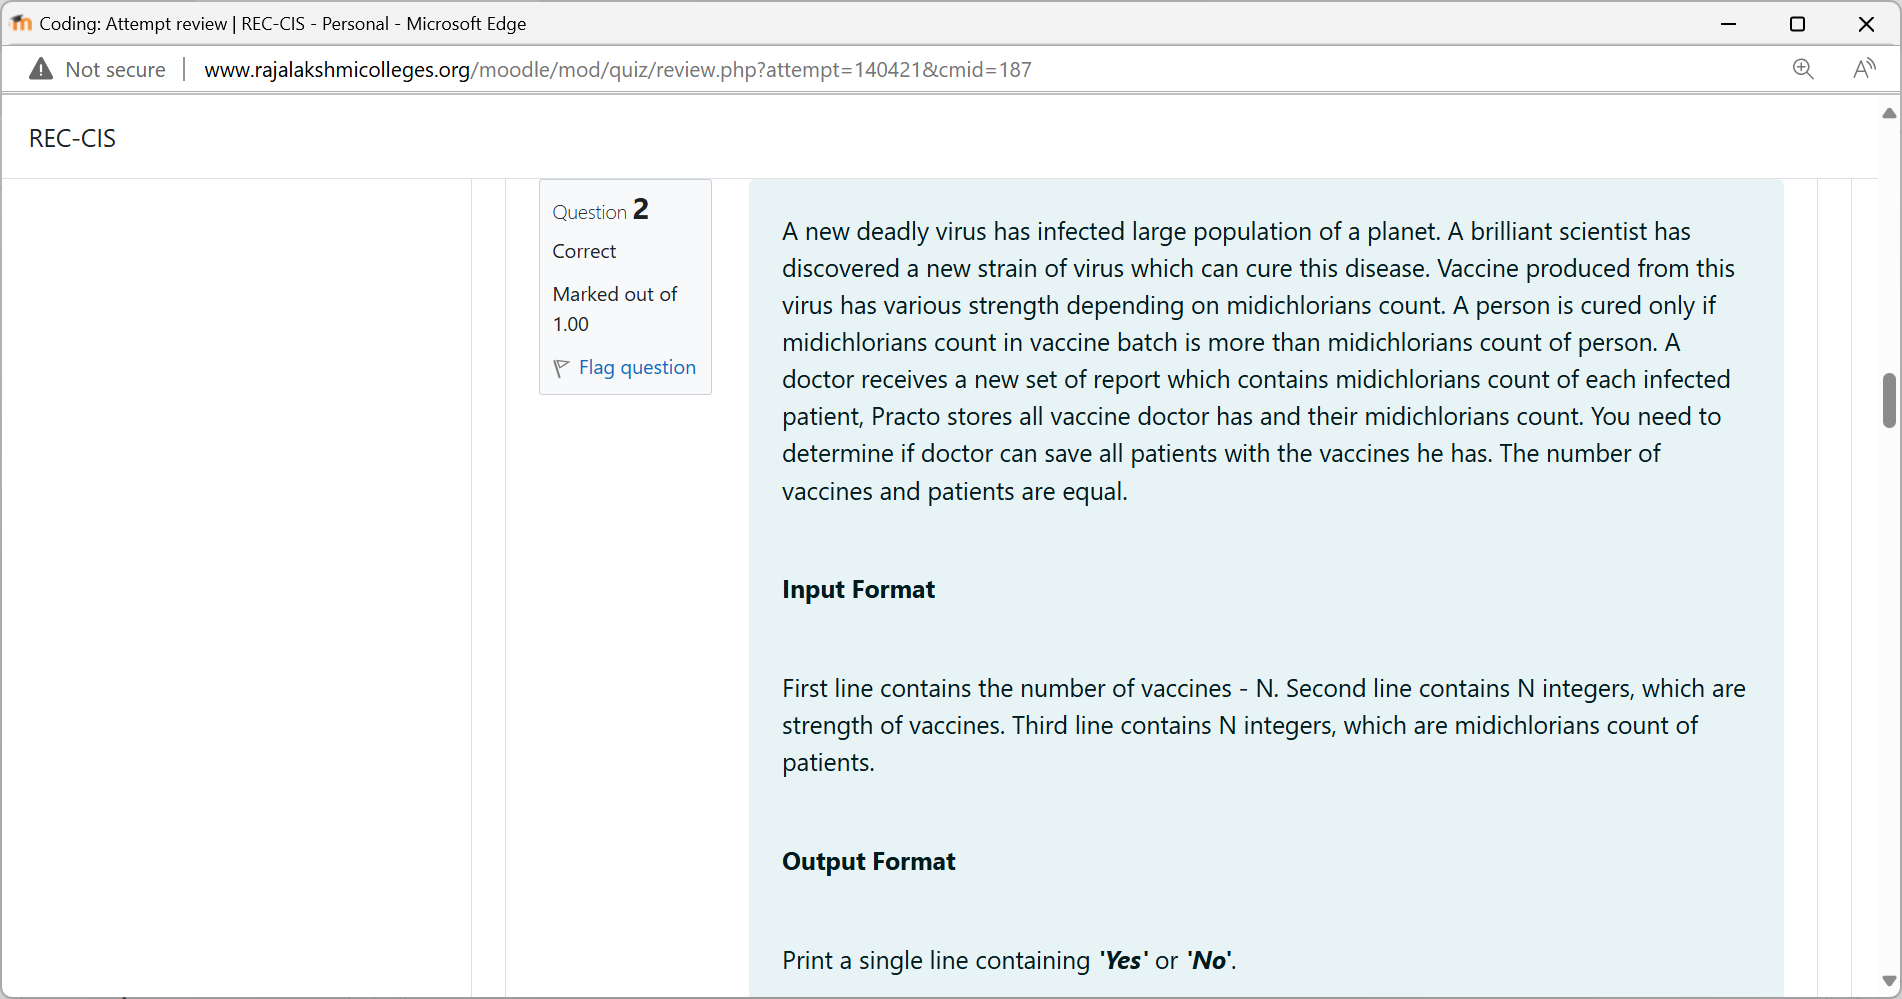 Coding: Attempt review | REC-CIS - Personal - Microsoft Edge
Not secure | www.rajalakshmicolleges.org/moodle/mod/quiz/review.php?attempt=140421&cmid=187
REC-CIS
Question 2
Correct
Marked out of
1.00
Flag question
A new deadly virus has infected large population of a planet. A brilliant scientist has
discovered a new strain of virus which can cure this disease. Vaccine produced from this
virus has various strength depending on midichlorians count. A person is cured only if
midichlorians count in vaccine batch is more than midichlorians count of person. A
doctor receives a new set of report which contains midichlorians count of each infected
patient, Practo stores all vaccine doctor has and their midichlorians count. You need to
determine if doctor can save all patients with the vaccines he has. The number of
vaccines and patients are equal.
Input Format
First line contains the number of vaccines - N. Second line contains N integers, which are
strength of vaccines. Third line contains N integers, which are midichlorians count of
patients.
Output Format
Print a single line containing 'Yes' or 'No'.